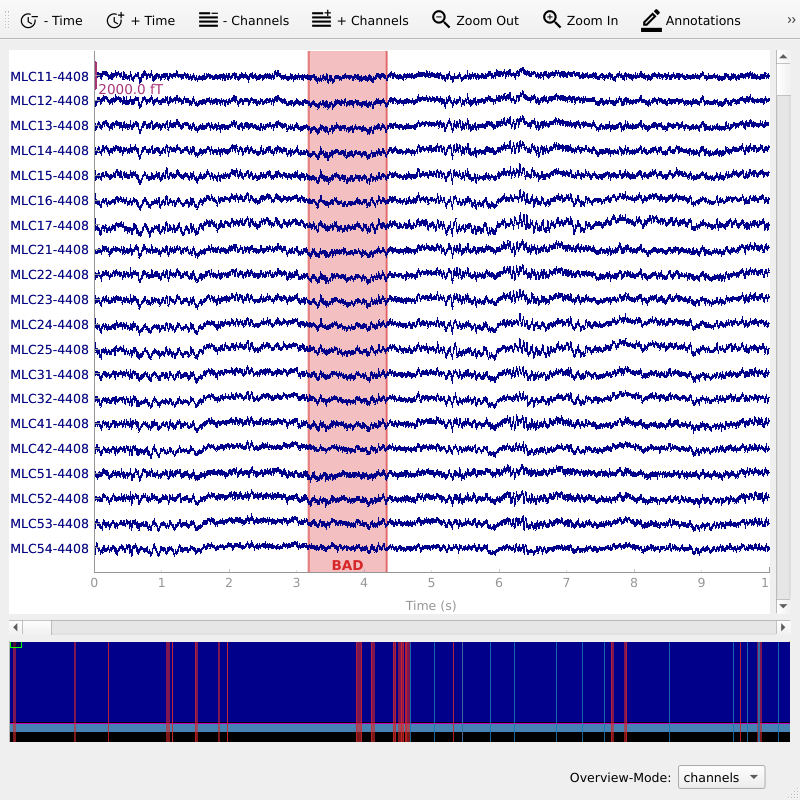 - Time + Time - Channels + Channels Zoom Out Zoom In Annotations »
MLC11-4408
2000.0 fT
MLC12-4408
MLC13-4408
MLC14-4408
MLC15-4408
MLC16-4408
MLC17-4408
MLC21-4408
MLC22-4408
MLC23-4408
MLC24-4408
MLC25-4408
MLC31-4408
MLC32-4408
MLC41-4408
MLC42-4408
MLC51-4408
MLC52-4408
MLC53-4408
MLC54-4408
BAD
0 1 2 3 4 5 6 7 8 9 1
Time (s)
Overview-Mode: channels